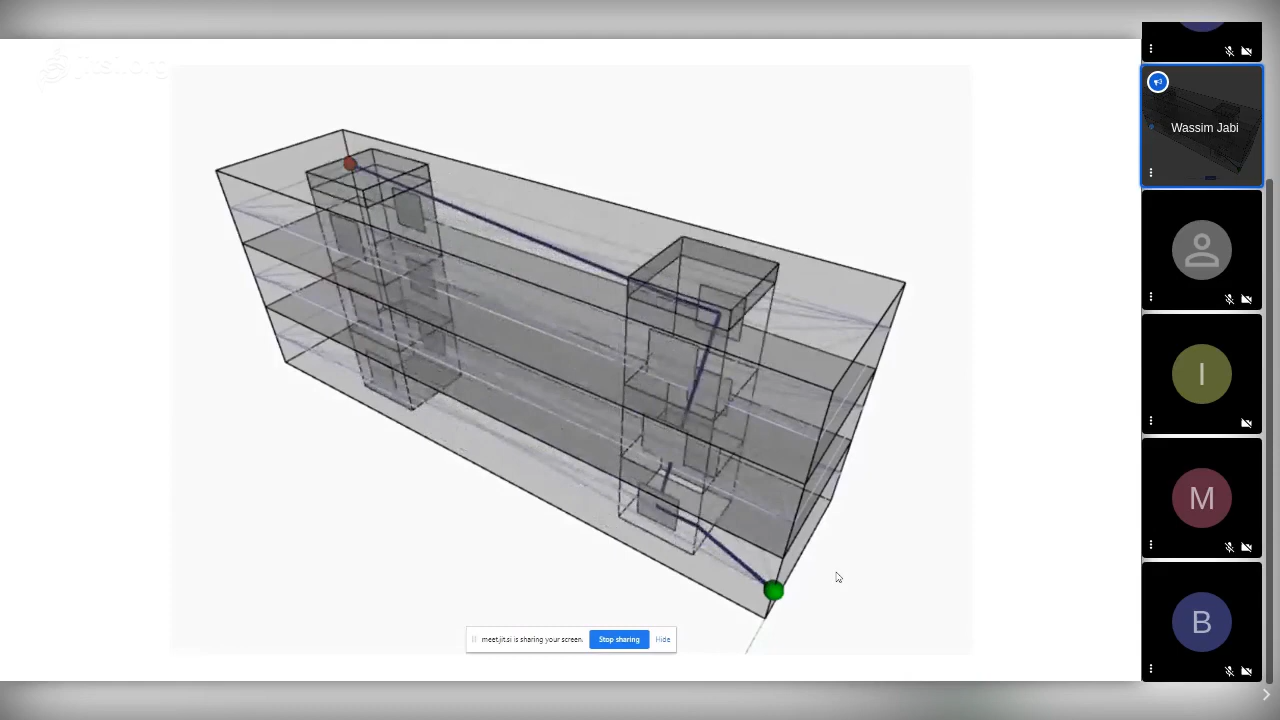 Wassim Jabi
I
M
B
meet.jit.si is sharing your screen.
Stop sharing
Hide